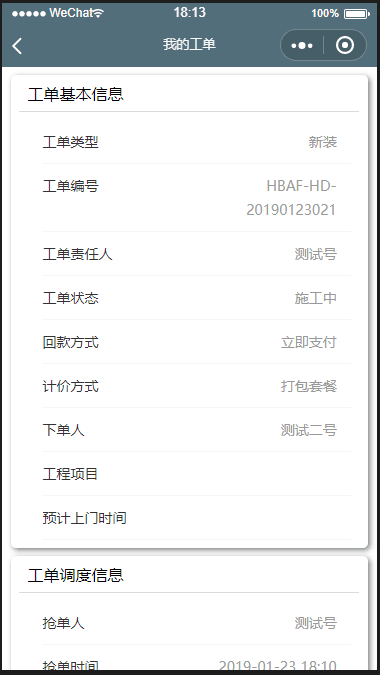 WeChat 18:13 100%
我的工单
工单基本信息
工单类型 新装
工单编号 HBAF-HD-
20190123021
工单责任人 测试号
工单状态 施工中
回款方式 立即支付
计价方式 打包套餐
下单人 测试二号
工程项目
预计上门时间
工单调度信息
抢单人 测试号
抢单时间 2019-01-23 18:10